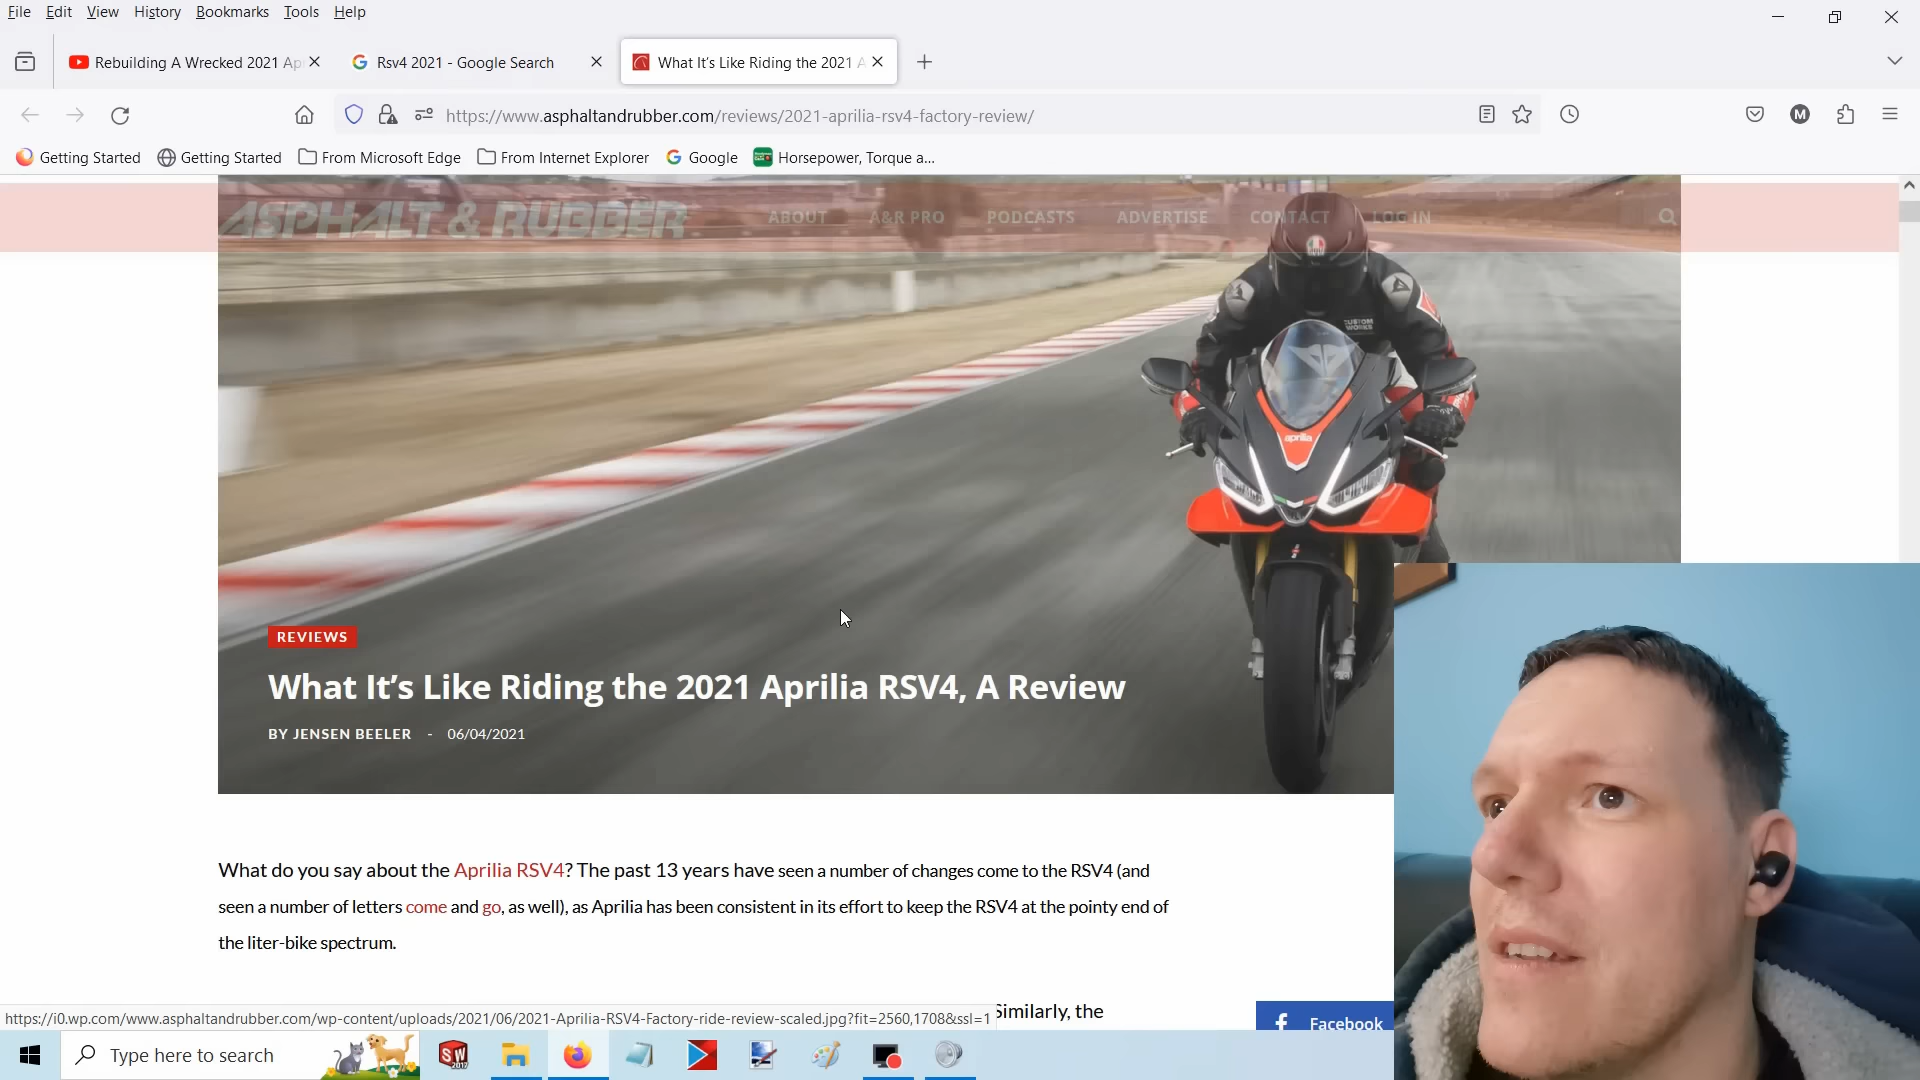 File Edit View History Bookmarks Tools Help
Rebuilding A Wrecked 2021 Ap
Rsv4 2021 - Google Search
What It's Like Riding the 2021 A
https://www.asphaltandrubber.com/reviews/2021-aprilia-rsv4-factory-review/
M
Getting Started
Getting Started
From Microsoft Edge
From Internet Explorer
Google
Horsepower, Torque a...
ASPHALT & RUBBER
ABOUT A&R PRO PODCASTS ADVERTISE CONTACT LOG IN
CUSTOM
WORKS
aprilia
REVIEWS
What It's Like Riding the 2021 Aprilia RSV4, A Review
BY JENSEN BEELER - 06/04/2021
What do you say about the Aprilia RSV4? The past 13 years have seen a number of changes come to the RSV4 (and
seen a number of letters come and go, as well), as Aprilia has been consistent in its effort to keep the RSV4 at the pointy end of
the liter-bike spectrum.
Similarly, the
Facebook
https://i0.wp.com/www.asphaltandrubber.com/wp-content/uploads/2021/06/2021-Aprilia-RSV4-Factory-ride-review-scaled.jpg?fit=2560,1708&ssl=1
Type here to search
SW
2017